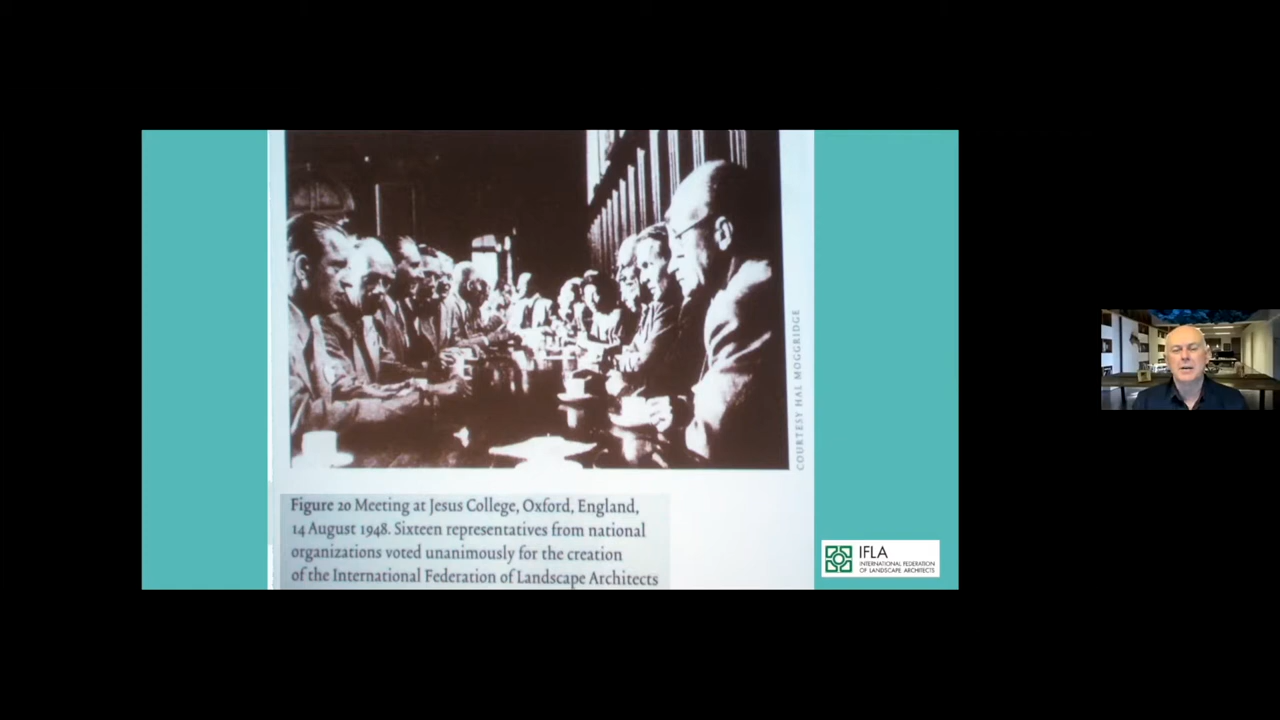 COURTESY HAL MOGGRIDGE
Figure 20 Meeting at Jesus College, Oxford, England,
14 August 1948. Sixteen representatives from national
organizations voted unanimously for the creation
of the International Federation of Landscape Architects
IFLA
INTERNATIONAL FEDERATION
OF LANDSCAPE ARCHITECTS